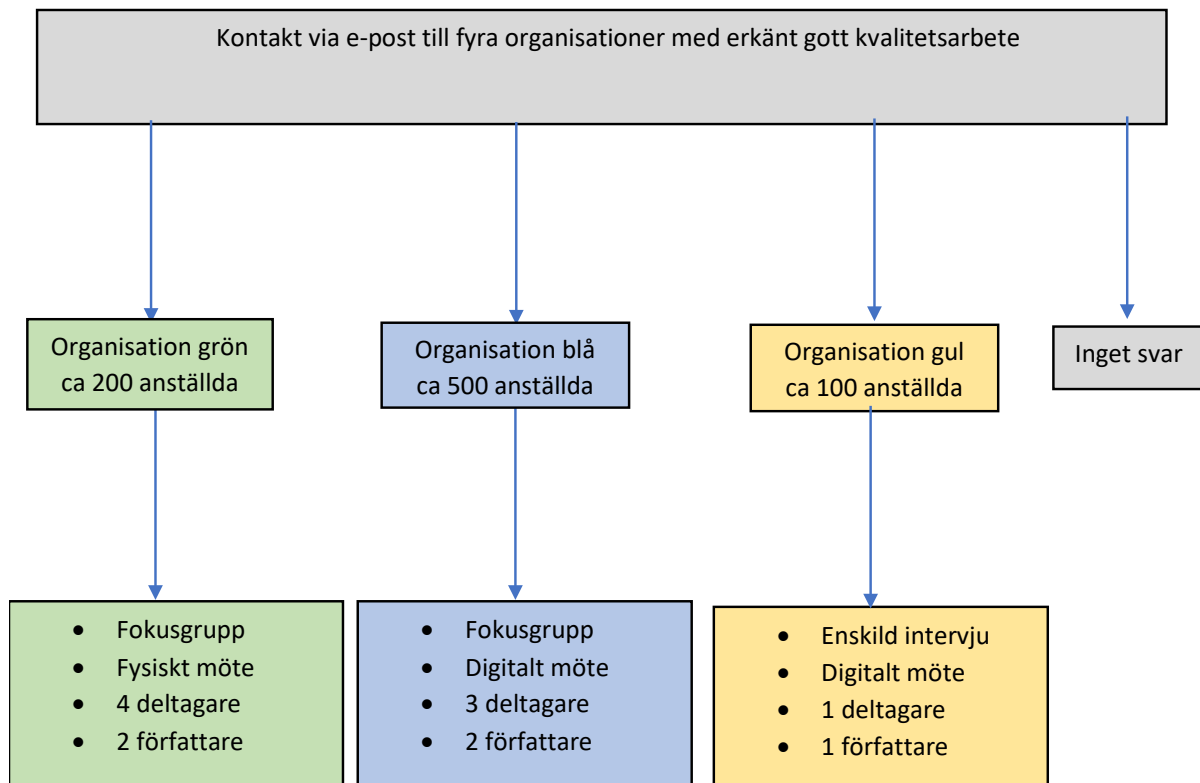 Kontakt via e-post till fyra organisationer med erkänt gott kvalitetsarbete
Organisation grön
ca 200 anställda
Organisation blå
ca 500 anställda
Organisation gul
ca 100 anställda
Inget svar
• Fokusgrupp
• Fysiskt möte
• 4 deltagare
• 2 författare
• Fokusgrupp
• Digitalt möte
• 3 deltagare
• 2 författare
• Enskild intervju
• Digitalt möte
• 1 deltagare
• 1 författare